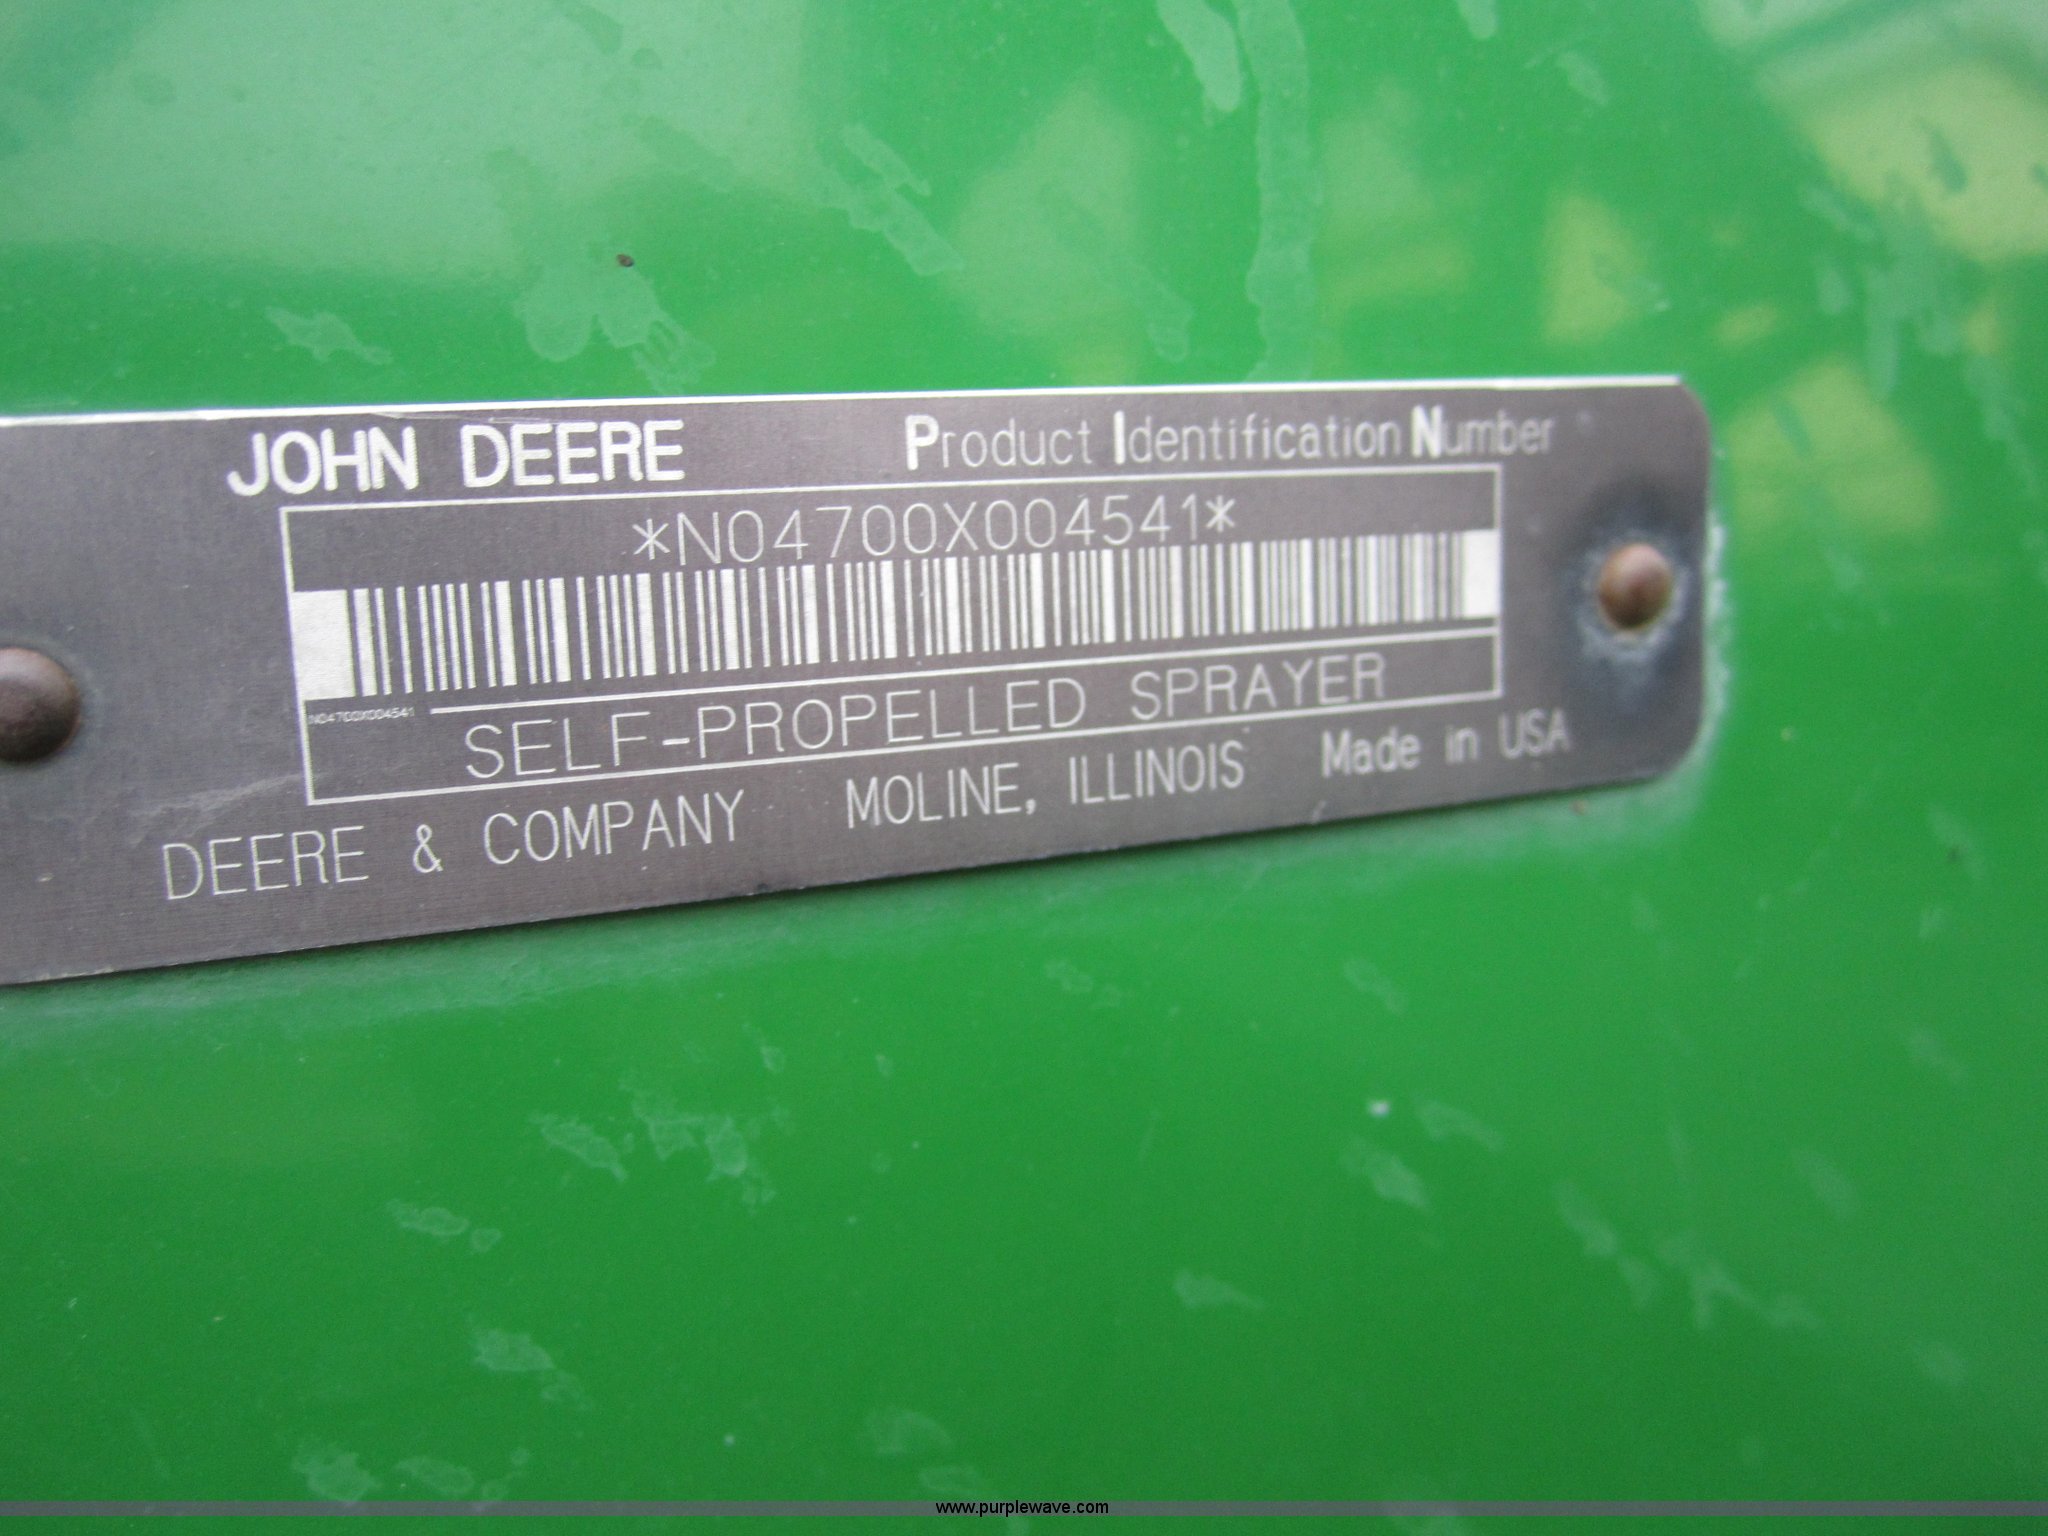 JOHN DEERE Product Identification Number
*N04700X004541*
N04700X004541
SELF-PROPELLED SPRAYER
DEERE & COMPANY MOLINE, ILLINOIS Made in USA
www.purplewave.com